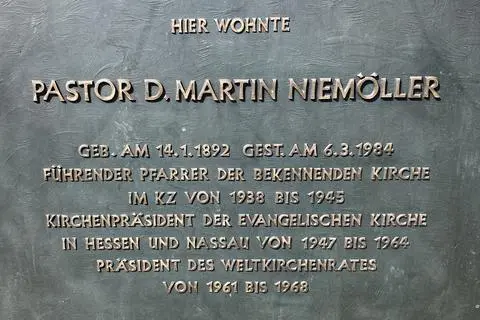 HIER WOHNTE
PASTOR D. MARTIN NIEMÖLLER
GEB. AM 14.1.1892 GEST. AM 6.3.1984
FÜHRENDER PFARRER DER BEKENNENDEN KIRCHE
IM KZ VON 1938 BIS 1945
KIRCHENPRÄSIDENT DER EVANGELISCHEN KIRCHE
IN HESSEN UND NASSAU VON 1947 BIS 1964
PRÄSIDENT DES WELTKIRCHENRATES
VON 1961 BIS 1968